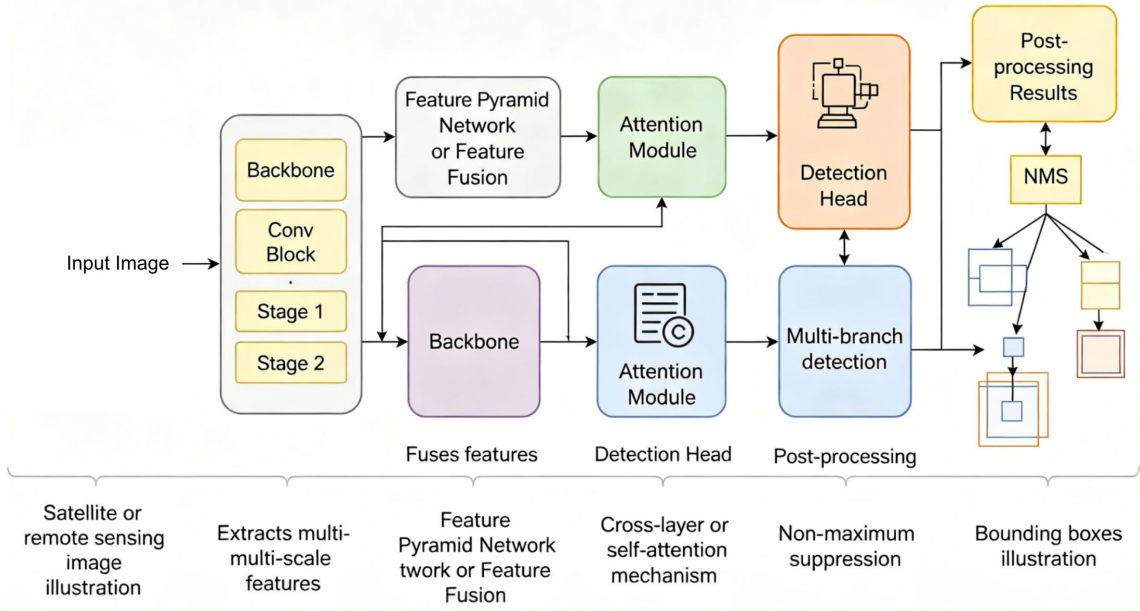 Input Image
Backbone
Conv
Block
.
Stage 1
Stage 2
Feature Pyramid
Network
or Feature
Fusion
Attention
Module
Detection
Head
Post-
processing
Results
NMS
Backbone
C
Attention
Module
Multi-branch
detection
Fuses features
Detection Head
Post-processing
Satellite or
remote sensing
image
illustration
Extracts multi-
multi-scale
features
Feature
Pyramid Network
twork or Feature
Fusion
Cross-layer or
self-attention
mechanism
Non-maximum
suppression
Bounding boxes
illustration